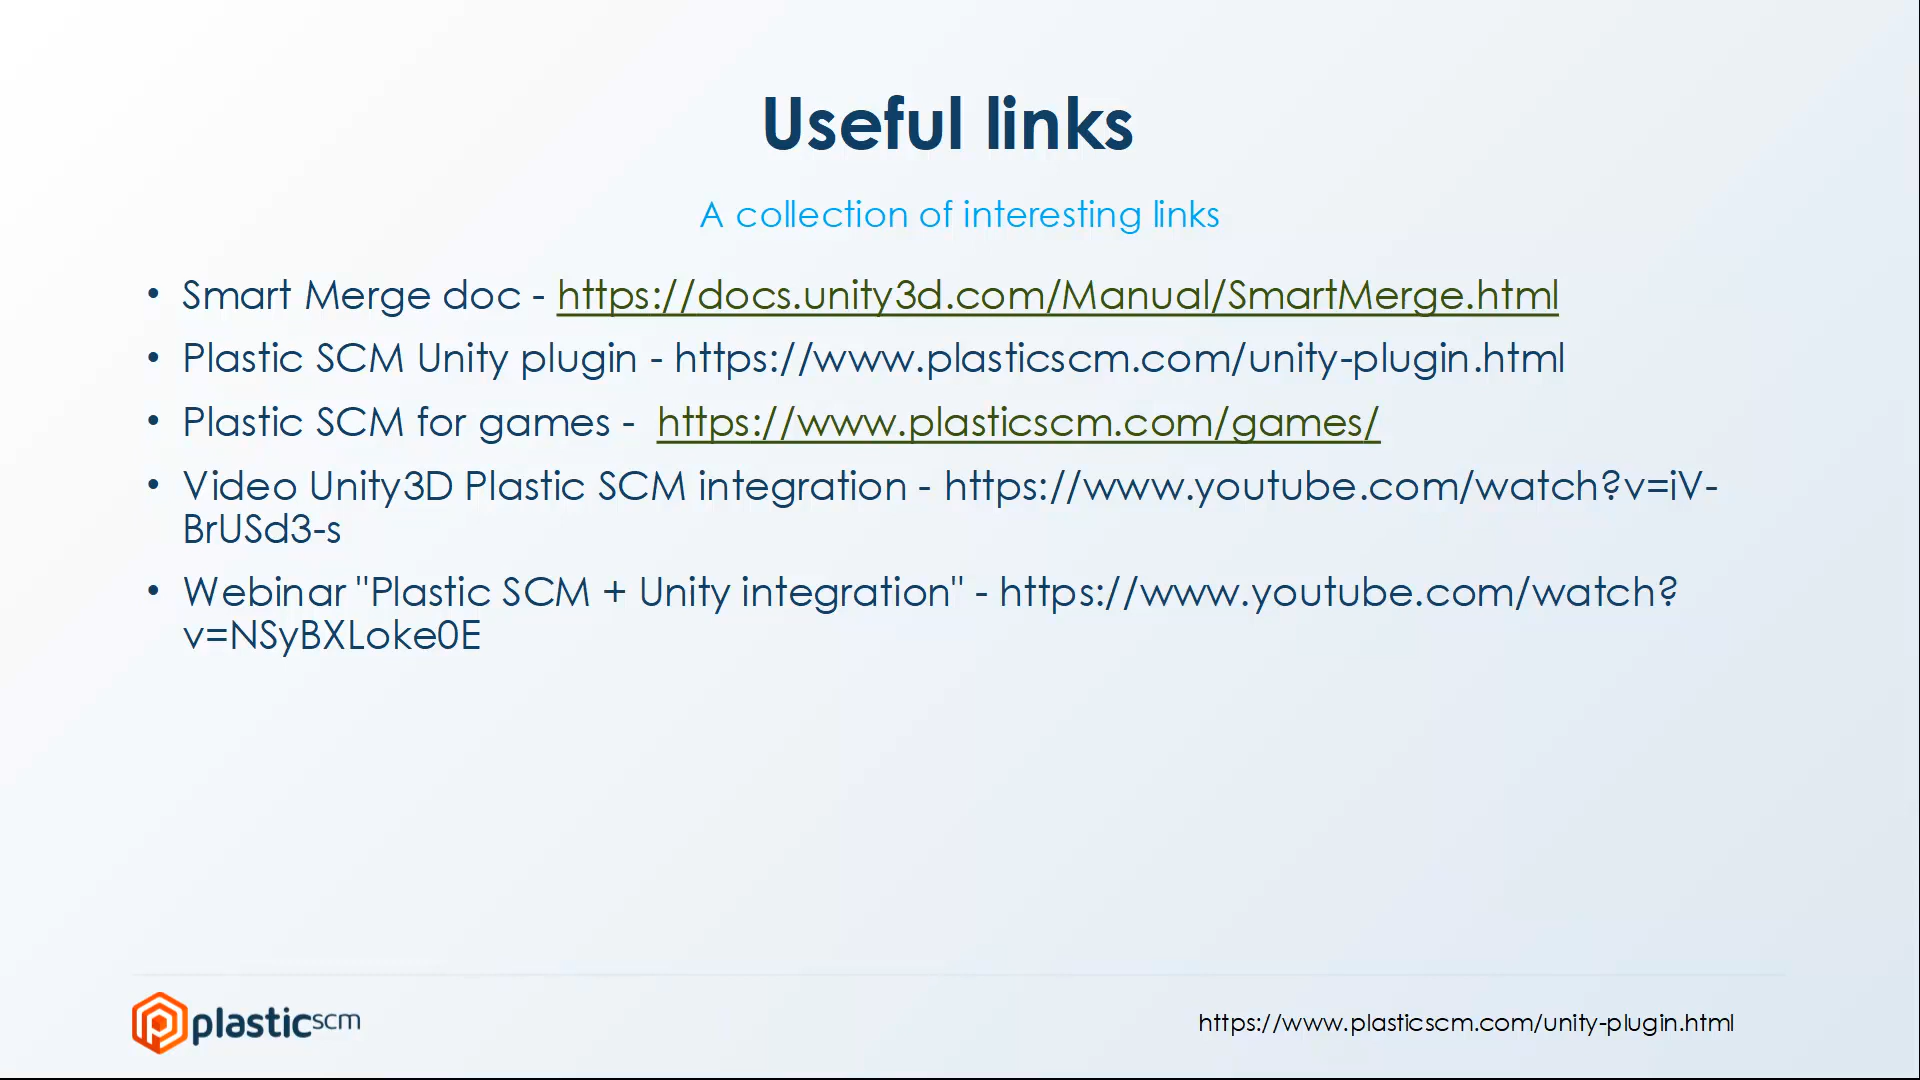 Useful links
A collection of interesting links
• Smart Merge doc - https://docs.unity3d.com/Manual/SmartMerge.html
• Plastic SCM Unity plugin - https://www.plasticscm.com/unity-plugin.html
• Plastic SCM for games -  https://www.plasticscm.com/games/
• Video Unity3D Plastic SCM integration - https://www.youtube.com/watch?v=iV-
BrUSd3-s
• Webinar "Plastic SCM + Unity integration" - https://www.youtube.com/watch?
v=NSyBXLoke0E
plastic scm
https://www.plasticscm.com/unity-plugin.html